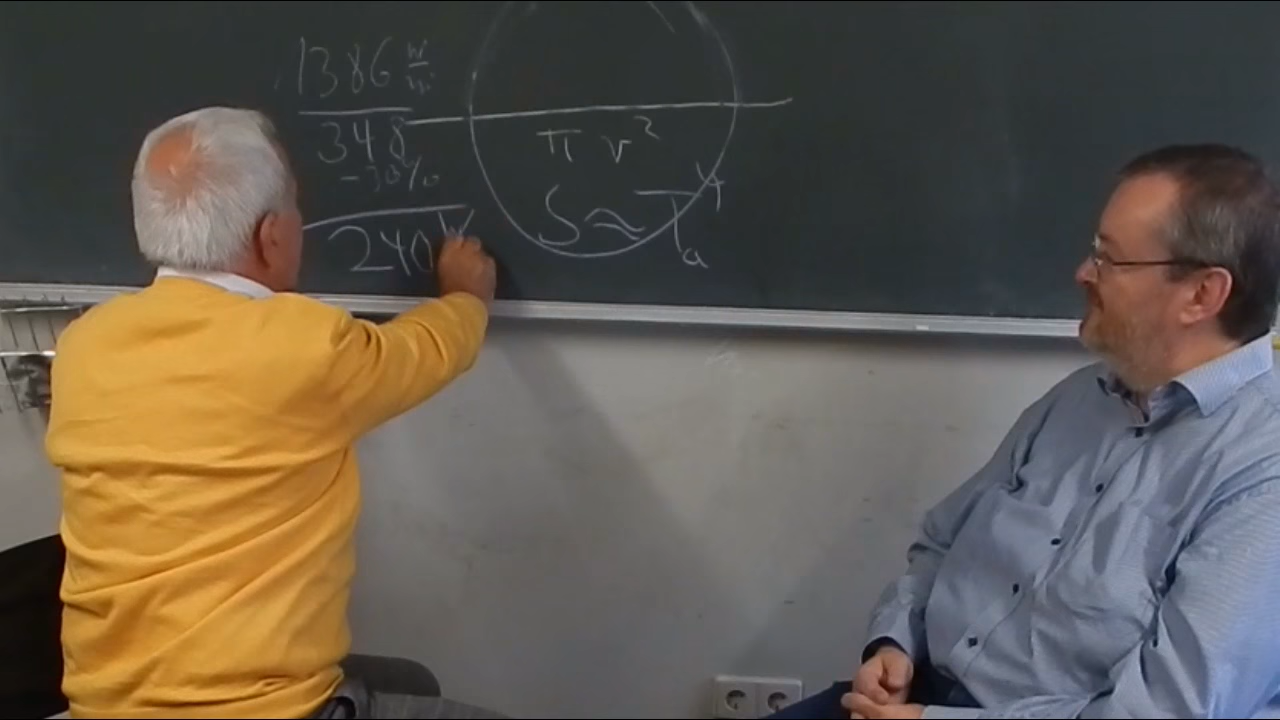 1386 W/m²
348
-30%
240 W
π r²
S ≈ T⁴
a